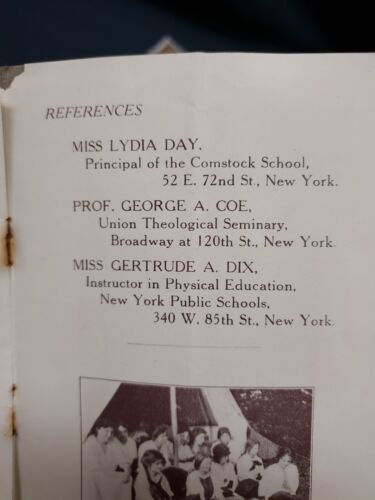 REFERENCES
MISS LYDIA DAY,
Principal of the Comstock School,
52 E. 72nd St., New York.
PROF. GEORGE A. COE,
Union Theological Seminary,
Broadway at 120th St., New York.
MISS GERTRUDE A. DIX,
Instructor in Physical Education,
New York Public Schools,
340 W. 85th St., New York.